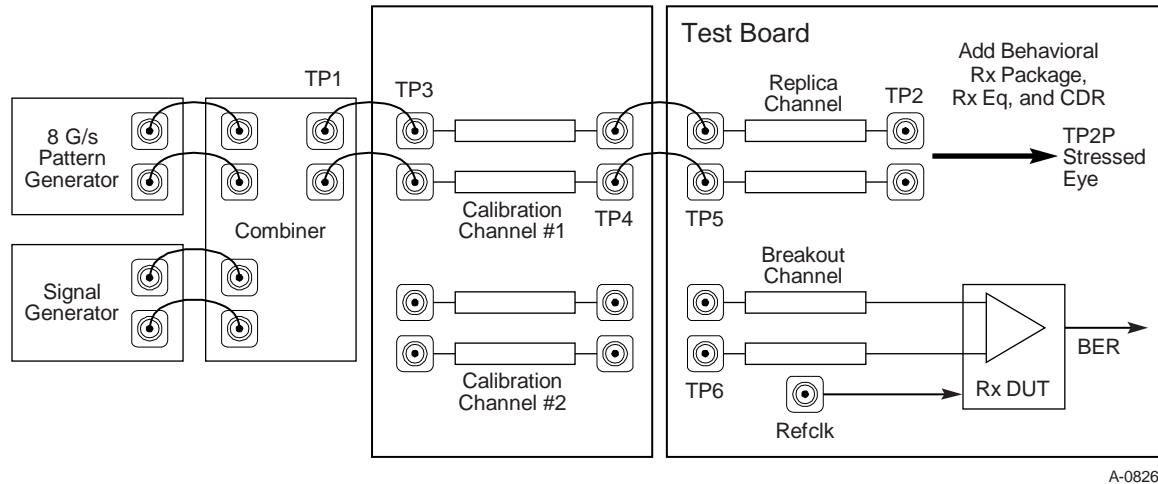 Test Board
Add Behavioral
Rx Package,
Rx Eq, and CDR
TP1
TP3
Replica
Channel
TP2
8 G/s
Pattern
Generator
TP2P
Stressed
Eye
Combiner
Calibration
Channel #1
TP4
TP5
Signal
Generator
Breakout
Channel
BER
Calibration
Channel #2
TP6
Rx DUT
Refclk
A-0826